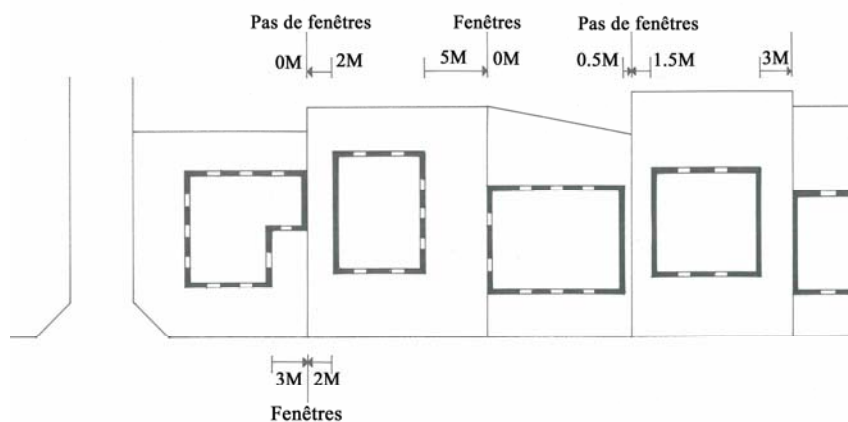 Pas de fenêtres Fenêtres Pas de fenêtres
0M 2M 5M 0M 0.5M 1.5M 3M
3M 2M
Fenêtres